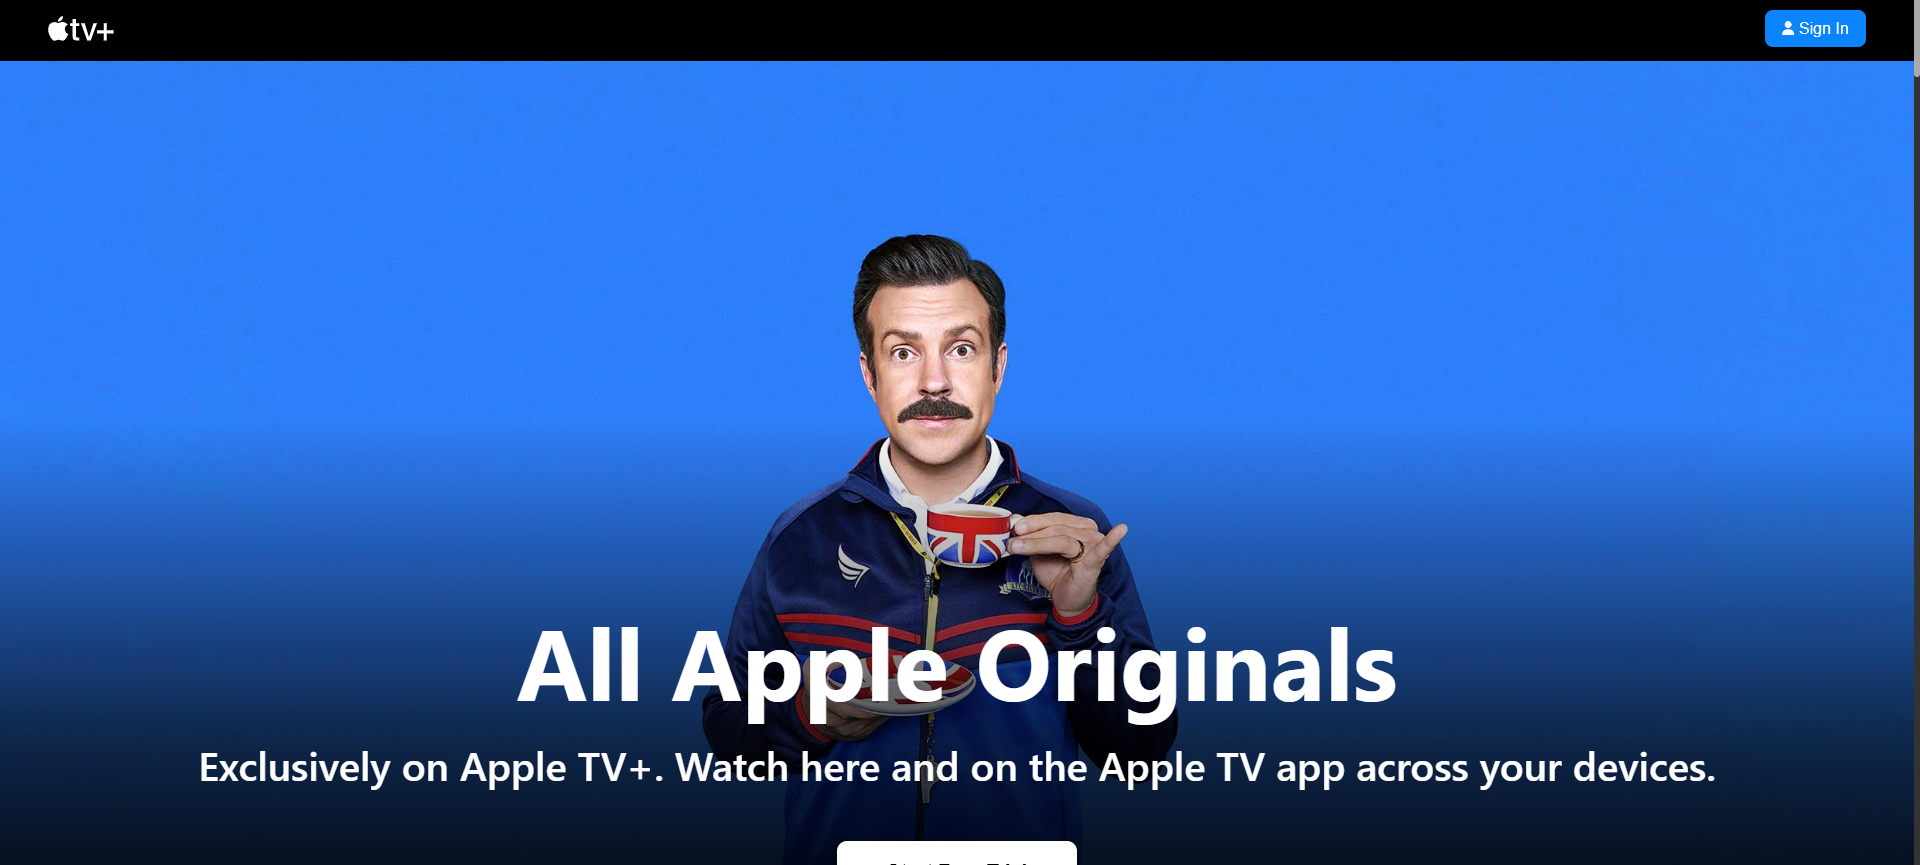 tv+
Sign In
All Apple Originals
Exclusively on Apple TV+. Watch here and on the Apple TV app across your devices.